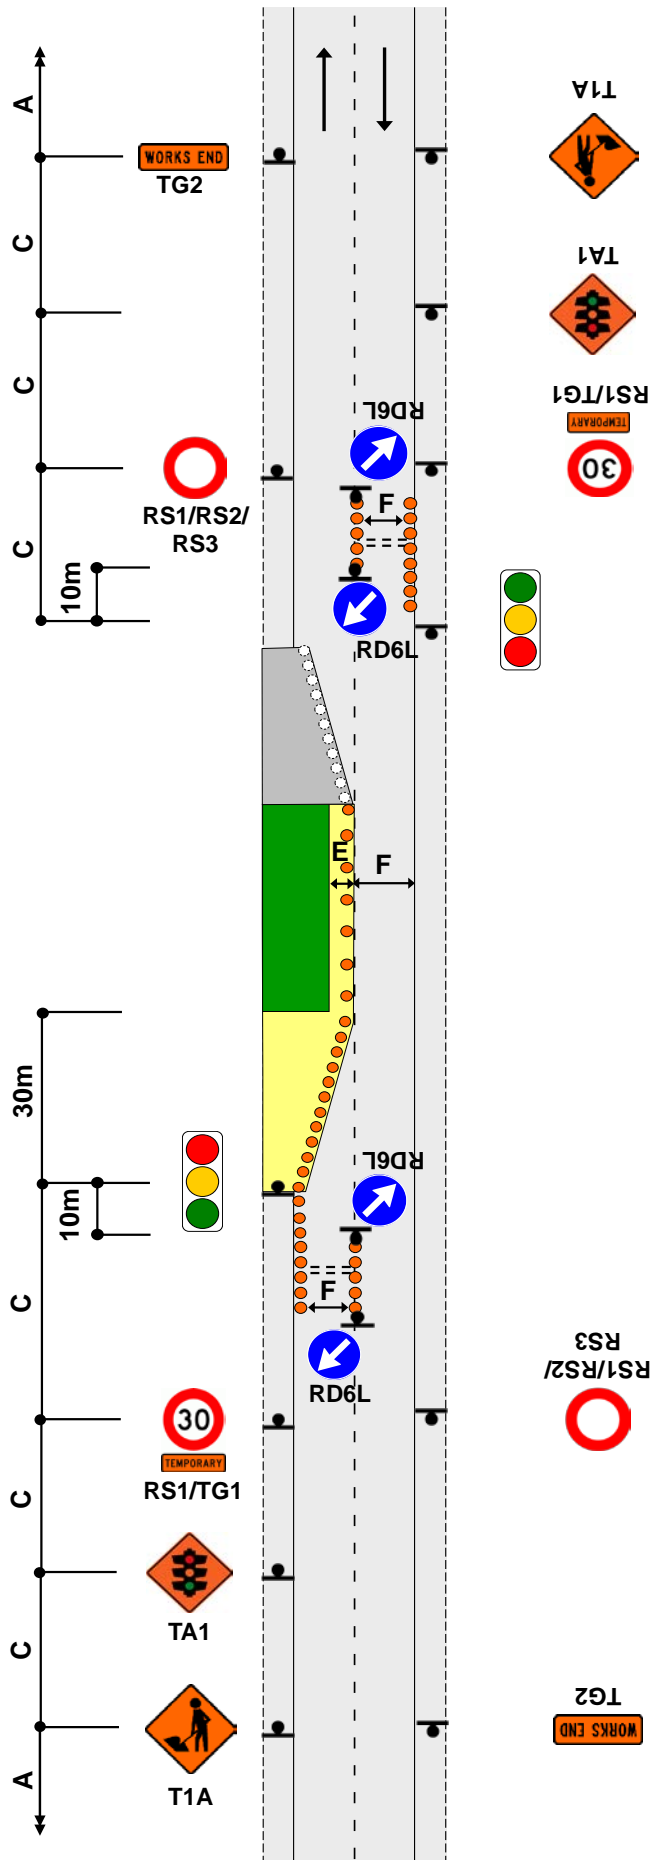 A
T1A
WORKS END
TG2
C
TA1
C
RS1/TG1
TEMPORARY
30
RD6L
RS1/RS2/
RS3
F
C
10m
RD6L
E
F
30m
10m
RD6L
F
C
RD6L
RS1/RS2/
RS3
30
TEMPORARY
RS1/TG1
C
TA1
C
TG2
WORKS END
T1A
A